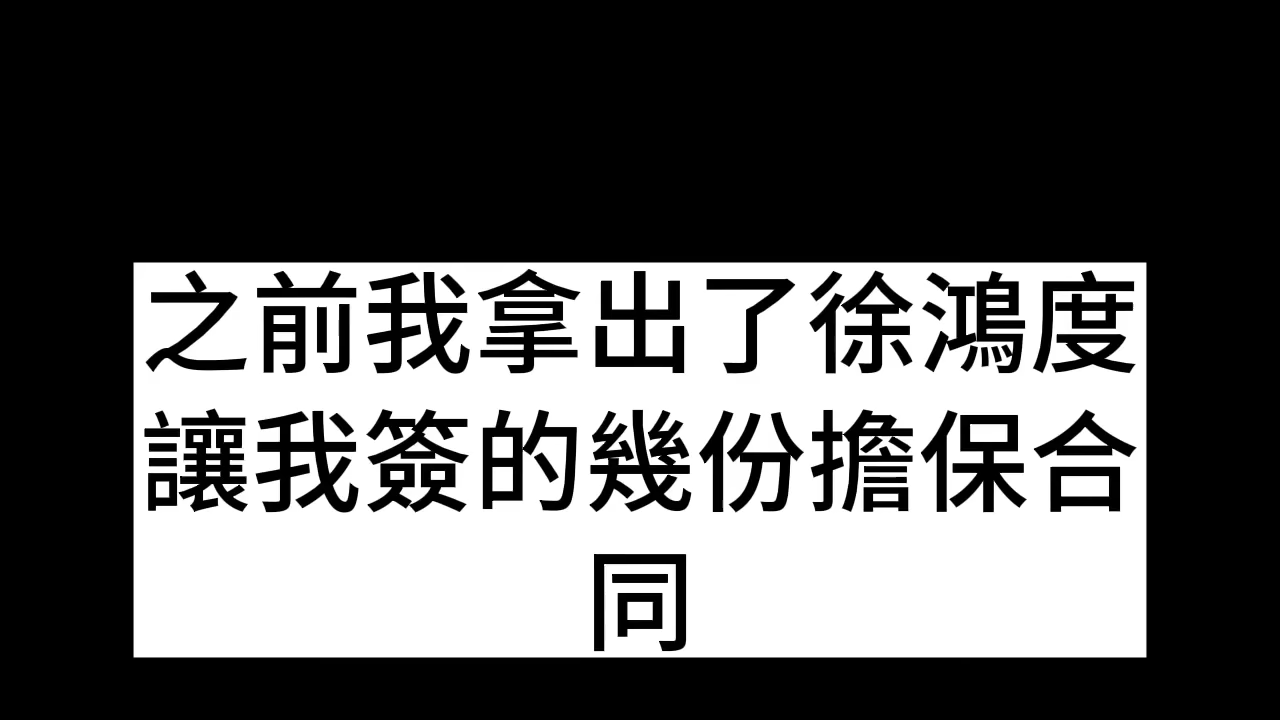 之前我拿出了徐鴻度
讓我簽的幾份擔保合
同